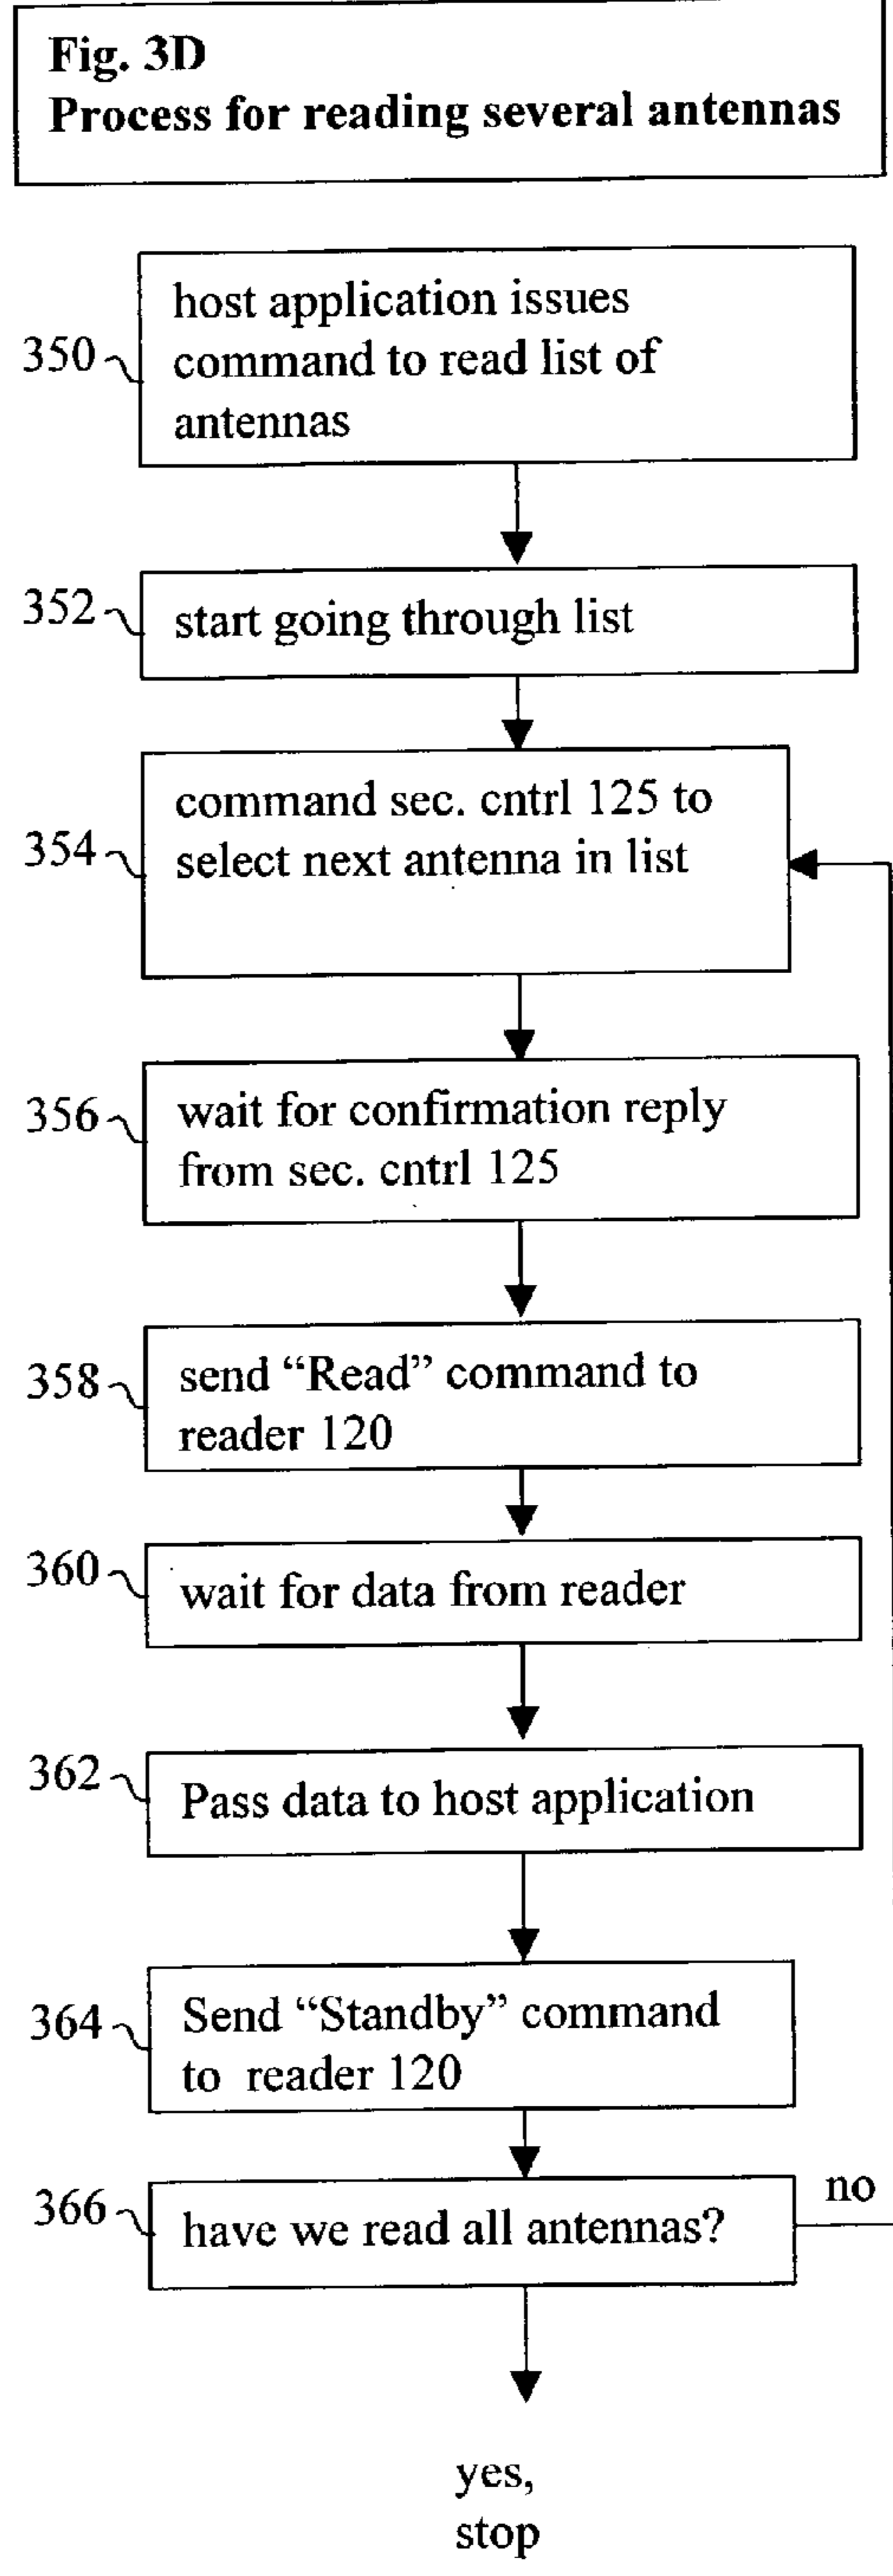 Fig. 3D
Process for reading several antennas
350
host application issues
command to read list of
antennas
352
start going through list
354
command sec. cntrl 125 to
select next antenna in list
356
wait for confirmation reply
from sec. cntrl 125
358
send “Read” command to
reader 120
360
wait for data from reader
362
Pass data to host application
364
Send “Standby” command
to reader 120
366
have we read all antennas?
no
yes,
stop